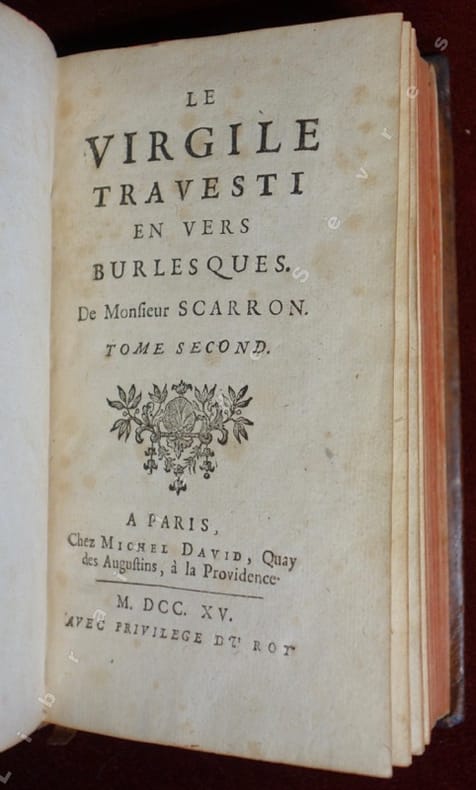 LE
VIRGILE
TRAVESTI
EN VERS
BURLESQUES.
De Monſieur SCARRON.
TOME SECOND.
A PARIS,
Chez MICHEL DAVID, Quay
des Auguſtins, à la Providence.
M. DCC. XV.
AVEC PRIVILEGE DU ROY